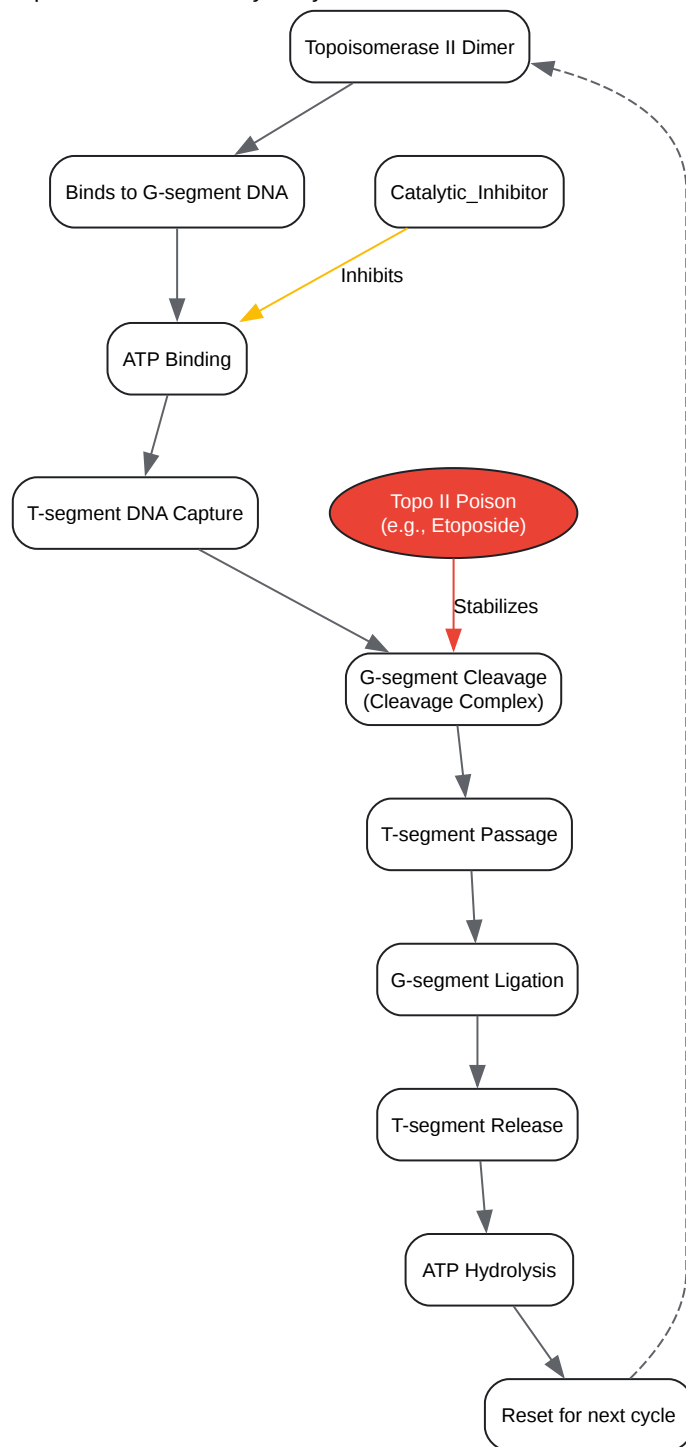 Topoisomerase II Dimer
Binds to G-segment DNA
Catalytic_Inhibitor
Inhibits
ATP Binding
T-segment DNA Capture
Topo II Poison
(e.g., Etoposide)
Stabilizes
G-segment Cleavage
(Cleavage Complex)
T-segment Passage
G-segment Ligation
T-segment Release
ATP Hydrolysis
Reset for next cycle